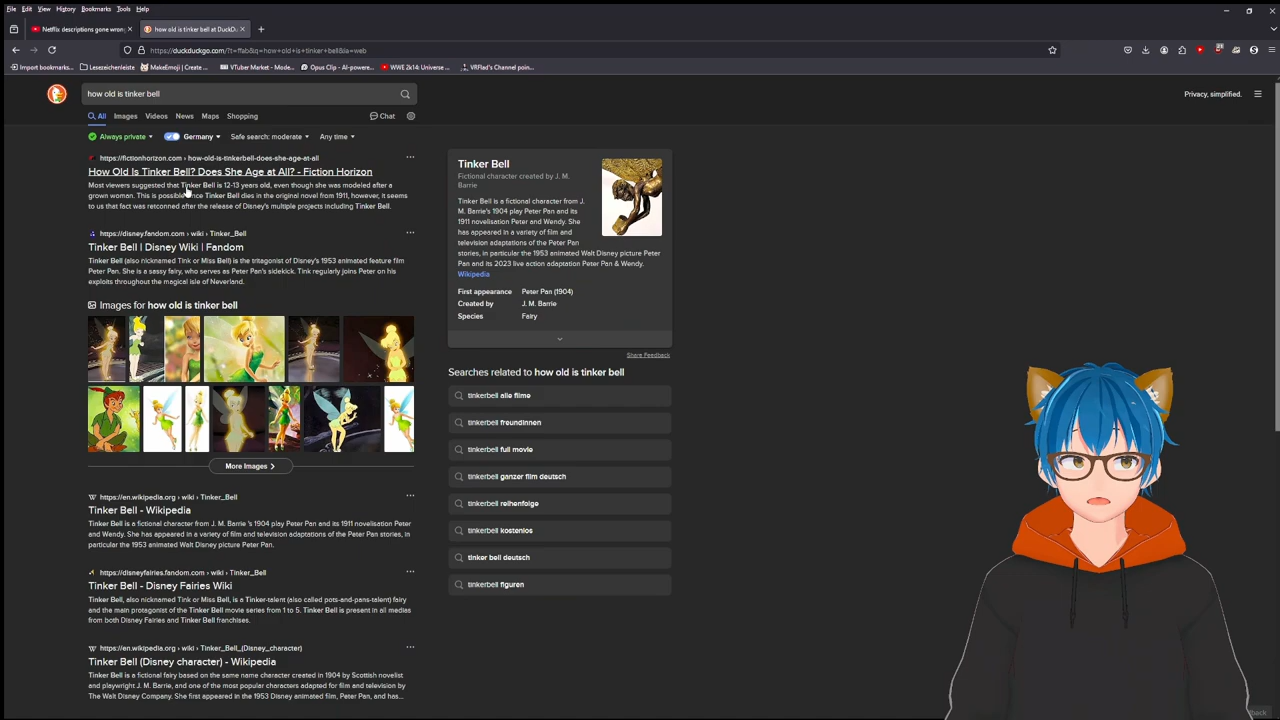 File Edit View History Bookmarks Tools Help
Netflix descriptions gone wrong
how old is tinker bell at DuckDu
https://duckduckgo.com/?t=ffab&q=how+old+is+tinker+bell&ia=web
Import bookmarks... Lesezeichenleiste MakeEmoji | Create ... VTuber Market - Mode... Opus Clip - AI-powe... WWE 2k14: Universe ... VRFlad's Channel poin...
how old is tinker bell
Privacy, simplified.
All Images Videos News Maps Shopping Chat
Always private Germany Safe search: moderate Any time
https://fictionhorizon.com › how-old-is-tinkerbell-does-she-age-at-all
How Old Is Tinker Bell? Does She Age at All? - Fiction Horizon
Most viewers suggested that Tinker Bell is 12-13 years old, even though she was modeled after a
grown woman. This is possible since Tinker Bell dies in the original novel from 1911, however, it seems
to us that fact was retconned after the release of Disney's multiple projects including Tinker Bell.
https://disney.fandom.com › wiki › Tinker_Bell
Tinker Bell | Disney Wiki | Fandom
Tinker Bell (also nicknamed Tink or Miss Bell) is the tritagonist of Disney's 1953 animated feature film
Peter Pan. She is a sassy fairy, who serves as Peter Pan's sidekick. Tink regularly joins Peter on his
exploits throughout the magical isle of Neverland.
Images for how old is tinker bell
More Images
https://en.wikipedia.org › wiki › Tinker_Bell
Tinker Bell - Wikipedia
Tinker Bell is a fictional character from J. M. Barrie 's 1904 play Peter Pan and its 1911 novelisation Peter
and Wendy. She has appeared in a variety of film and television adaptations of the Peter Pan stories, in
particular the 1953 animated Walt Disney picture Peter Pan.
https://disneyfairies.fandom.com › wiki › Tinker_Bell
Tinker Bell - Disney Fairies Wiki
Tinker Bell, also nicknamed Tink or Miss Bell, is a Tinker-talent (also called pots-and-pans-talent) fairy
and the main protagonist of the Tinker Bell movie series from 1 to 5. Tinker Bell is present in all medias
from both Disney Fairies and Tinker Bell franchises.
https://en.wikipedia.org › wiki › Tinker_Bell_(Disney_character)
Tinker Bell (Disney character) - Wikipedia
Tinker Bell is a fictional fairy based on the same name character created in 1904 by Scottish novelist
and playwright J. M. Barrie, and one of the most popular characters adapted for film and television by
The Walt Disney Company. She first appeared in the 1953 Disney animated film, Peter Pan, and has...
Tinker Bell
Fictional character created by J. M.
Barrie
Tinker Bell is a fictional character from J.
M. Barrie's 1904 play Peter Pan and its
1911 novelisation Peter and Wendy. She
has appeared in a variety of film and
television adaptations of the Peter Pan
stories, in particular the 1953 animated Walt Disney picture Peter
Pan and its 2023 live action adaptation Peter Pan & Wendy.
Wikipedia
First appearance Peter Pan (1904)
Created by J. M. Barrie
Species Fairy
Share Feedback
Searches related to how old is tinker bell
tinkerbell alle filme
tinkerbell freundinnen
tinkerbell full movie
tinkerbell ganzer film deutsch
tinkerbell reihenfolge
tinkerbell kostenlos
tinker bell deutsch
tinkerbell figuren